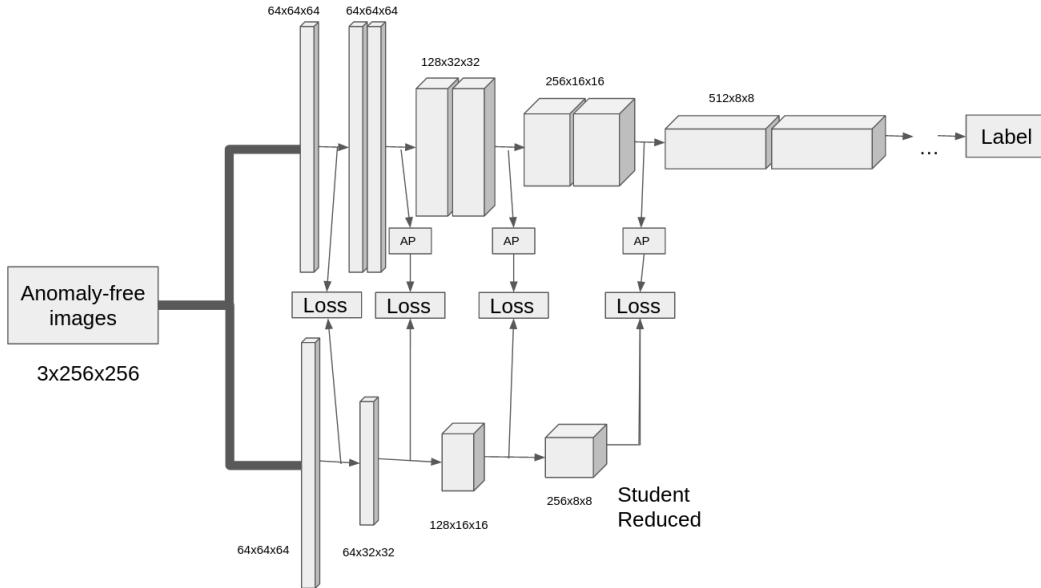 64x64x64
64x64x64
128x32x32
256x16x16
512x8x8
...
Label
AP
AP
AP
Anomaly-free
images
Loss
Loss
Loss
Loss
3x256x256
64x64x64
64x32x32
128x16x16
256x8x8
Student
Reduced